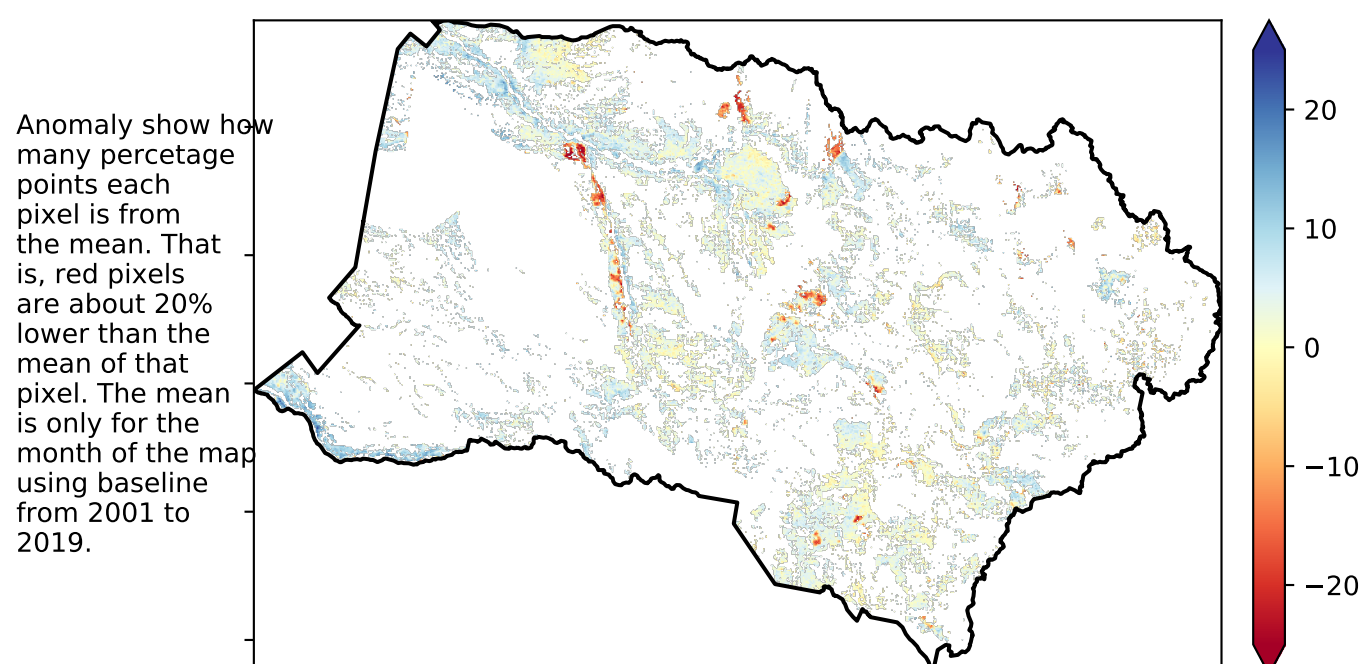 Anomaly show how
many percetage
points each
pixel is from
the mean. That
is, red pixels
are about 20%
lower than the
mean of that
pixel. The mean
is only for the
month of the map
using baseline
from 2001 to
2019.
20
10
0
−10
−20